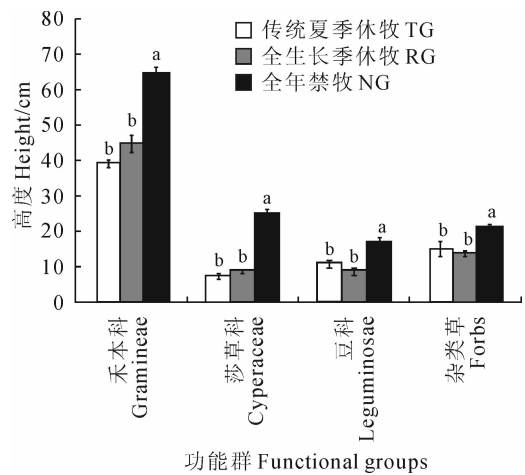 高度 Height/cm
80
70
60
50
40
30
20
10
0
传统夏季休牧 TG
全生长季休牧 RG
全年禁牧 NG
b
b
a
b
b
a
b
b
a
b
b
a
禾本科
Gramineae
莎草科
Cyperaceae
豆科
Leguminosae
杂类草
Forbs
功能群 Functional groups